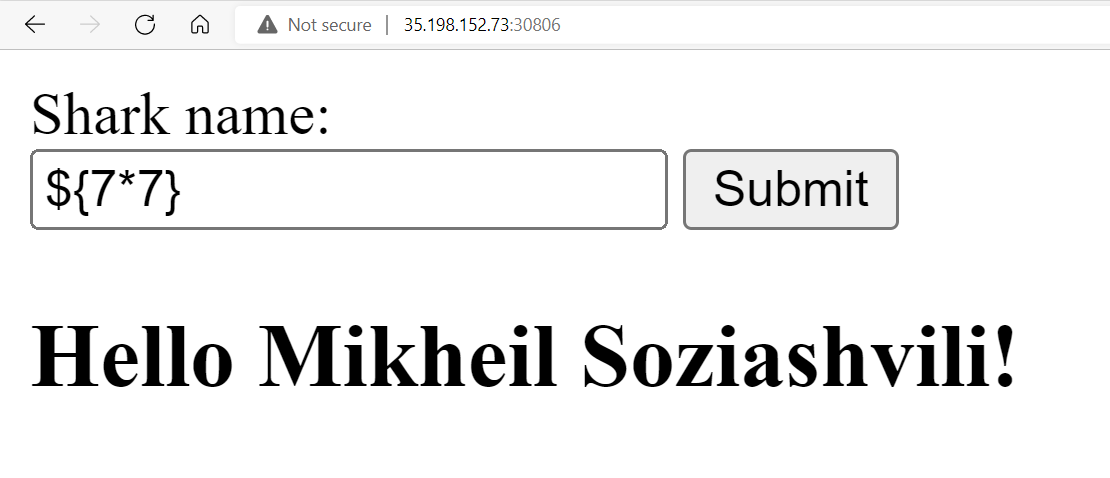 Not secure | 35.198.152.73:30806
Shark name:
${7*7} Submit
Hello Mikheil Soziashvili!